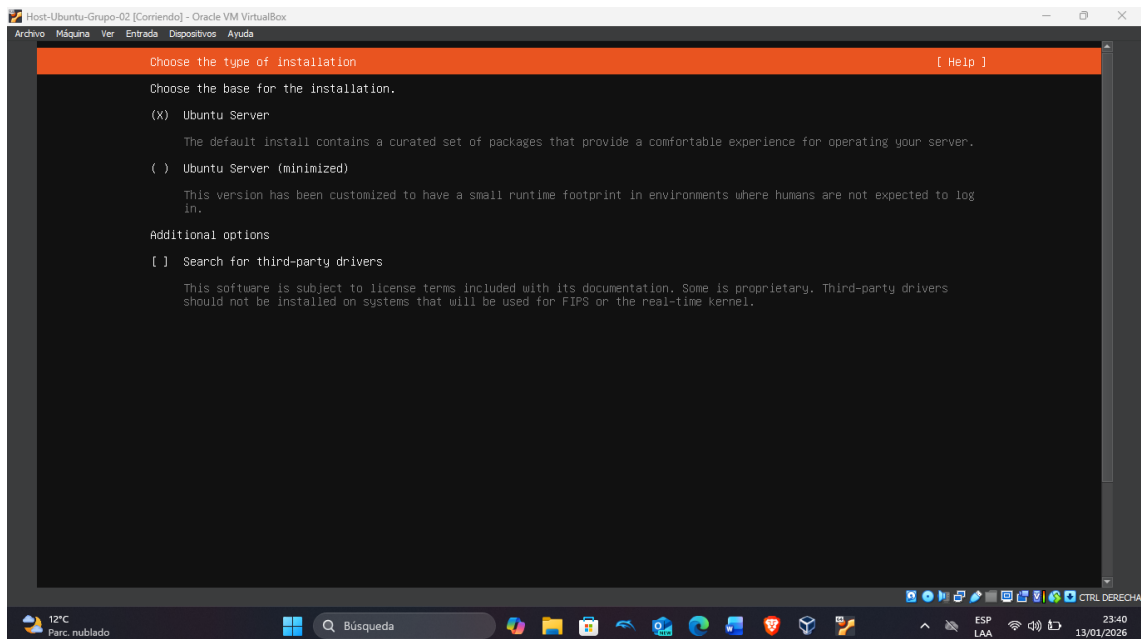 Host-Ubuntu-Grupo-02 [Corriendo] - Oracle VM VirtualBox
Archivo Máquina Ver Entrada Dispositivos Ayuda
Choose the type of installation [ Help ]
Choose the base for the installation.
(X) Ubuntu Server
The default install contains a curated set of packages that provide a comfortable experience for operating your server.
( ) Ubuntu Server (minimized)
This version has been customized to have a small runtime footprint in environments where humans are not expected to log
in.
Additional options
[ ] Search for third-party drivers
This software is subject to license terms included with its documentation. Some is proprietary. Third-party drivers
should not be installed on systems that will be used for FIPS or the real-time kernel.
CTRL DERECHA
12°C
Parc. nublado
Búsqueda
NEW
ESP
LAA
23:40
13/01/2026